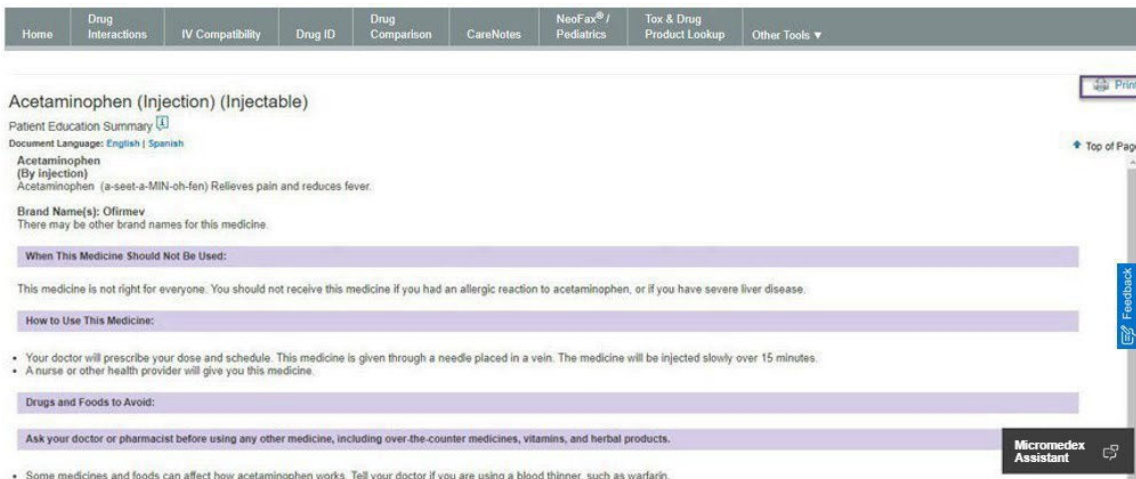 Home
Drug Interactions
IV Compatibility
Drug ID
Drug Comparison
CareNotes
NeoFax® / Pediatrics
Tox & Drug Product Lookup
Other Tools ▼
Print
Acetaminophen (Injection) (Injectable)
Patient Education Summary
Document Language: English | Spanish
Top of Page
Acetaminophen
(By injection)
Acetaminophen (a-seet-a-MIN-oh-fen) Relieves pain and reduces fever.
Brand Name(s): Ofirmev
There may be other brand names for this medicine.
When This Medicine Should Not Be Used:
This medicine is not right for everyone. You should not receive this medicine if you had an allergic reaction to acetaminophen, or if you have severe liver disease.
Feedback
How to Use This Medicine:
• Your doctor will prescribe your dose and schedule. This medicine is given through a needle placed in a vein. The medicine will be injected slowly over 15 minutes.
• A nurse or other health provider will give you this medicine.
Drugs and Foods to Avoid:
Ask your doctor or pharmacist before using any other medicine, including over-the-counter medicines, vitamins, and herbal products.
Micromedex
Assistant
• Some medicines and foods can affect how acetaminophen works. Tell your doctor if you are using a blood thinner, such as warfarin.